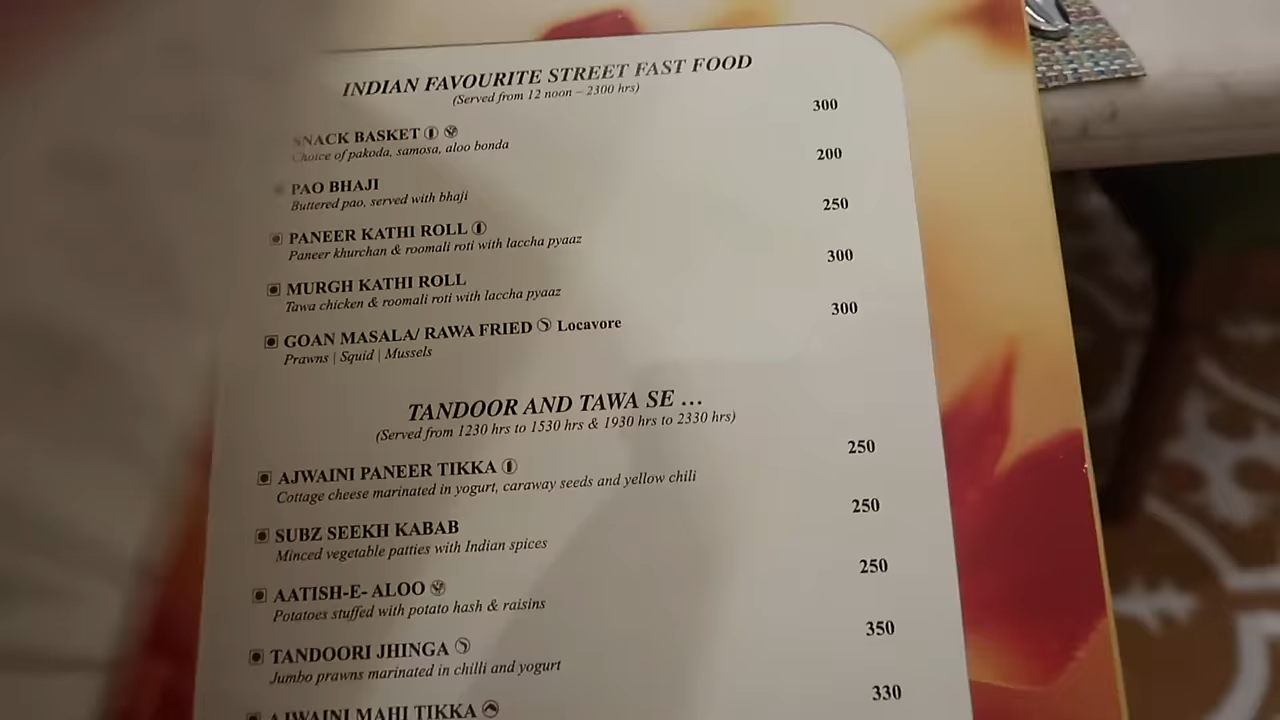 INDIAN FAVOURITE STREET FAST FOOD
(Served from 12 noon – 2300 hrs)
SNACK BASKET 300
Choice of pakoda, samosa, aloo bonda
PAO BHAJI 200
Buttered pao, served with bhaji
PANEER KATHI ROLL 250
Paneer khurchan & roomali roti with laccha pyaaz
MURGH KATHI ROLL 300
Tawa chicken & roomali roti with laccha pyaaz
GOAN MASALA/ RAWA FRIED Locavore 300
Prawns | Squid | Mussels
TANDOOR AND TAWA SE ...
(Served from 1230 hrs to 1530 hrs & 1930 hrs to 2330 hrs)
AJWAINI PANEER TIKKA 250
Cottage cheese marinated in yogurt, caraway seeds and yellow chili
SUBZ SEEKH KABAB 250
Minced vegetable patties with Indian spices
AATISH-E- ALOO 250
Potatoes stuffed with potato hash & raisins
TANDOORI JHINGA 350
Jumbo prawns marinated in chilli and yogurt
AJWAINI MAHI TIKKA 330